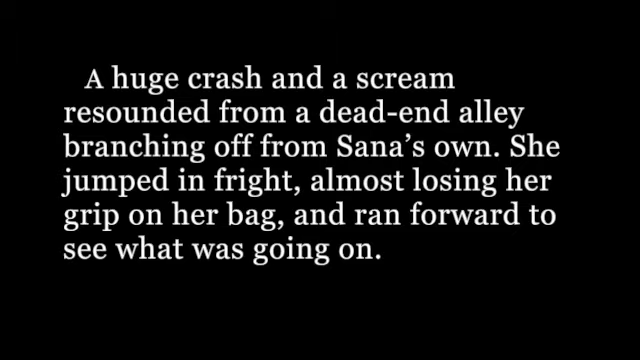 A huge crash and a scream
resounded from a dead-end alley
branching off from Sana’s own. She
jumped in fright, almost losing her
grip on her bag, and ran forward to
see what was going on.